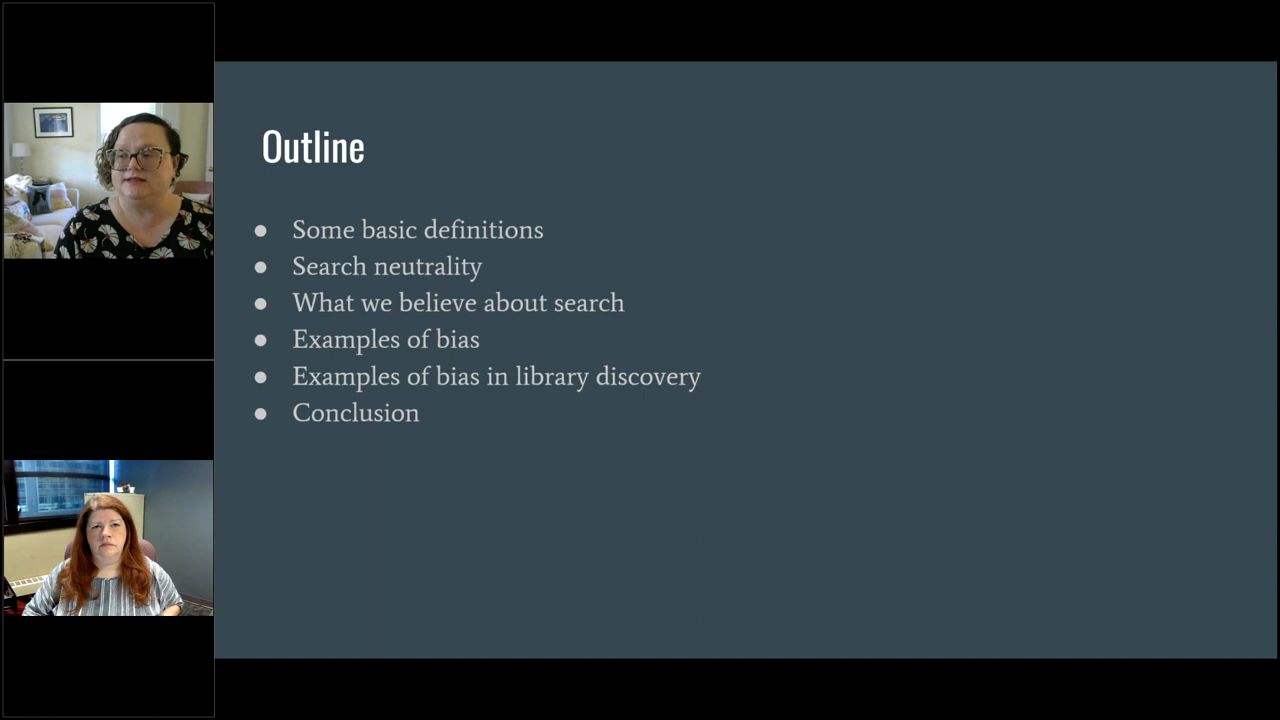 Outline
● Some basic definitions
● Search neutrality
● What we believe about search
● Examples of bias
● Examples of bias in library discovery
● Conclusion